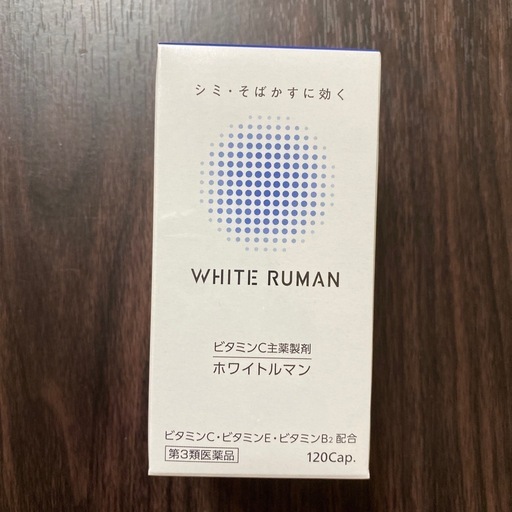 シミ・そばかすに効く
WHITE RUMAN
ビタミンC主薬製剤
ホワイトルマン
ビタミンC・ビタミンE・ビタミンB2 配合
第3類医薬品
120Cap.